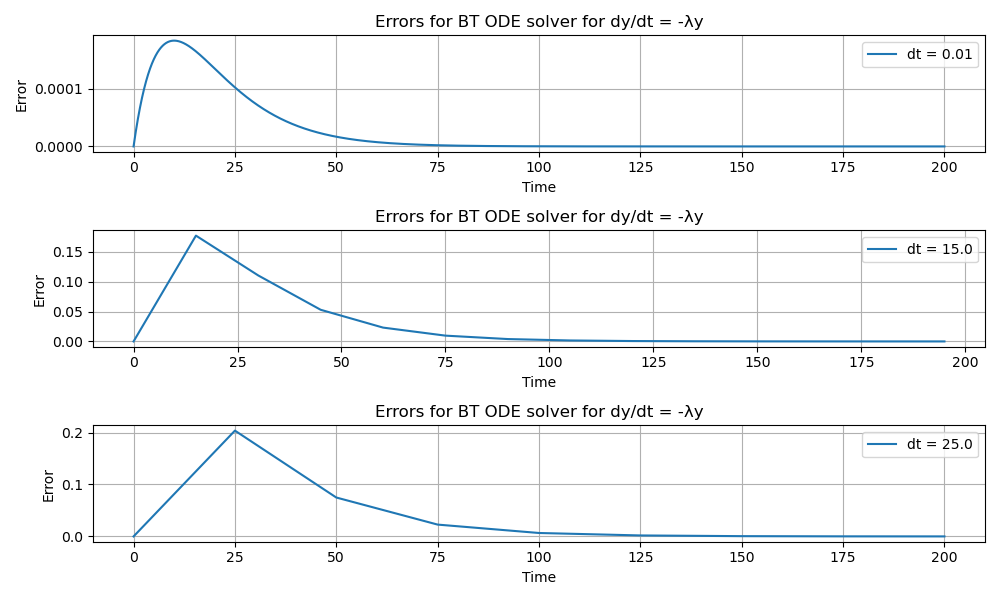 Errors for BT ODE solver for dy/dt = -λy
dt = 0.01
Error
0.0001
0.0000
0 25 50 75 100 125 150 175 200
Time
Errors for BT ODE solver for dy/dt = -λy
dt = 15.0
Error
0.15
0.10
0.05
0.00
0 25 50 75 100 125 150 175 200
Time
Errors for BT ODE solver for dy/dt = -λy
dt = 25.0
Error
0.2
0.1
0.0
0 25 50 75 100 125 150 175 200
Time